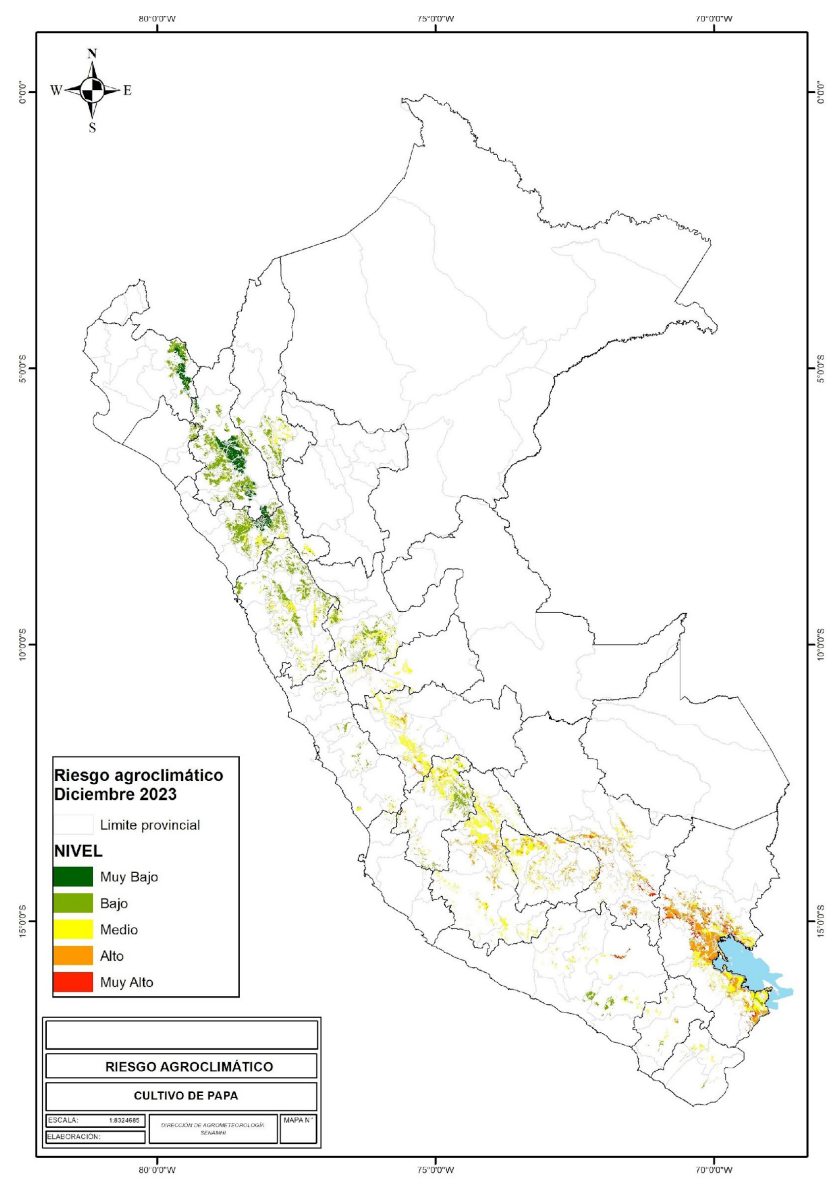 80°0'0"W 75°0'0"W 70°0'0"W
N
W E
S
0°0'0" 0°0'0"
5°0'0"S 5°0'0"S
10°0'0"S 10°0'0"S
15°0'0"S 15°0'0"S
Riesgo agroclimático
Diciembre 2023
Limite provincial
NIVEL
Muy Bajo
Bajo
Medio
Alto
Muy Alto
RIESGO AGROCLIMÁTICO
CULTIVO DE PAPA
ESCALA: 1:8324685
DIRECCIÓN DE AGROMETEOROLOGÍA
SENAMHI
MAPA N°
ELABORACIÓN:
80°0'0"W 75°0'0"W 70°0'0"W